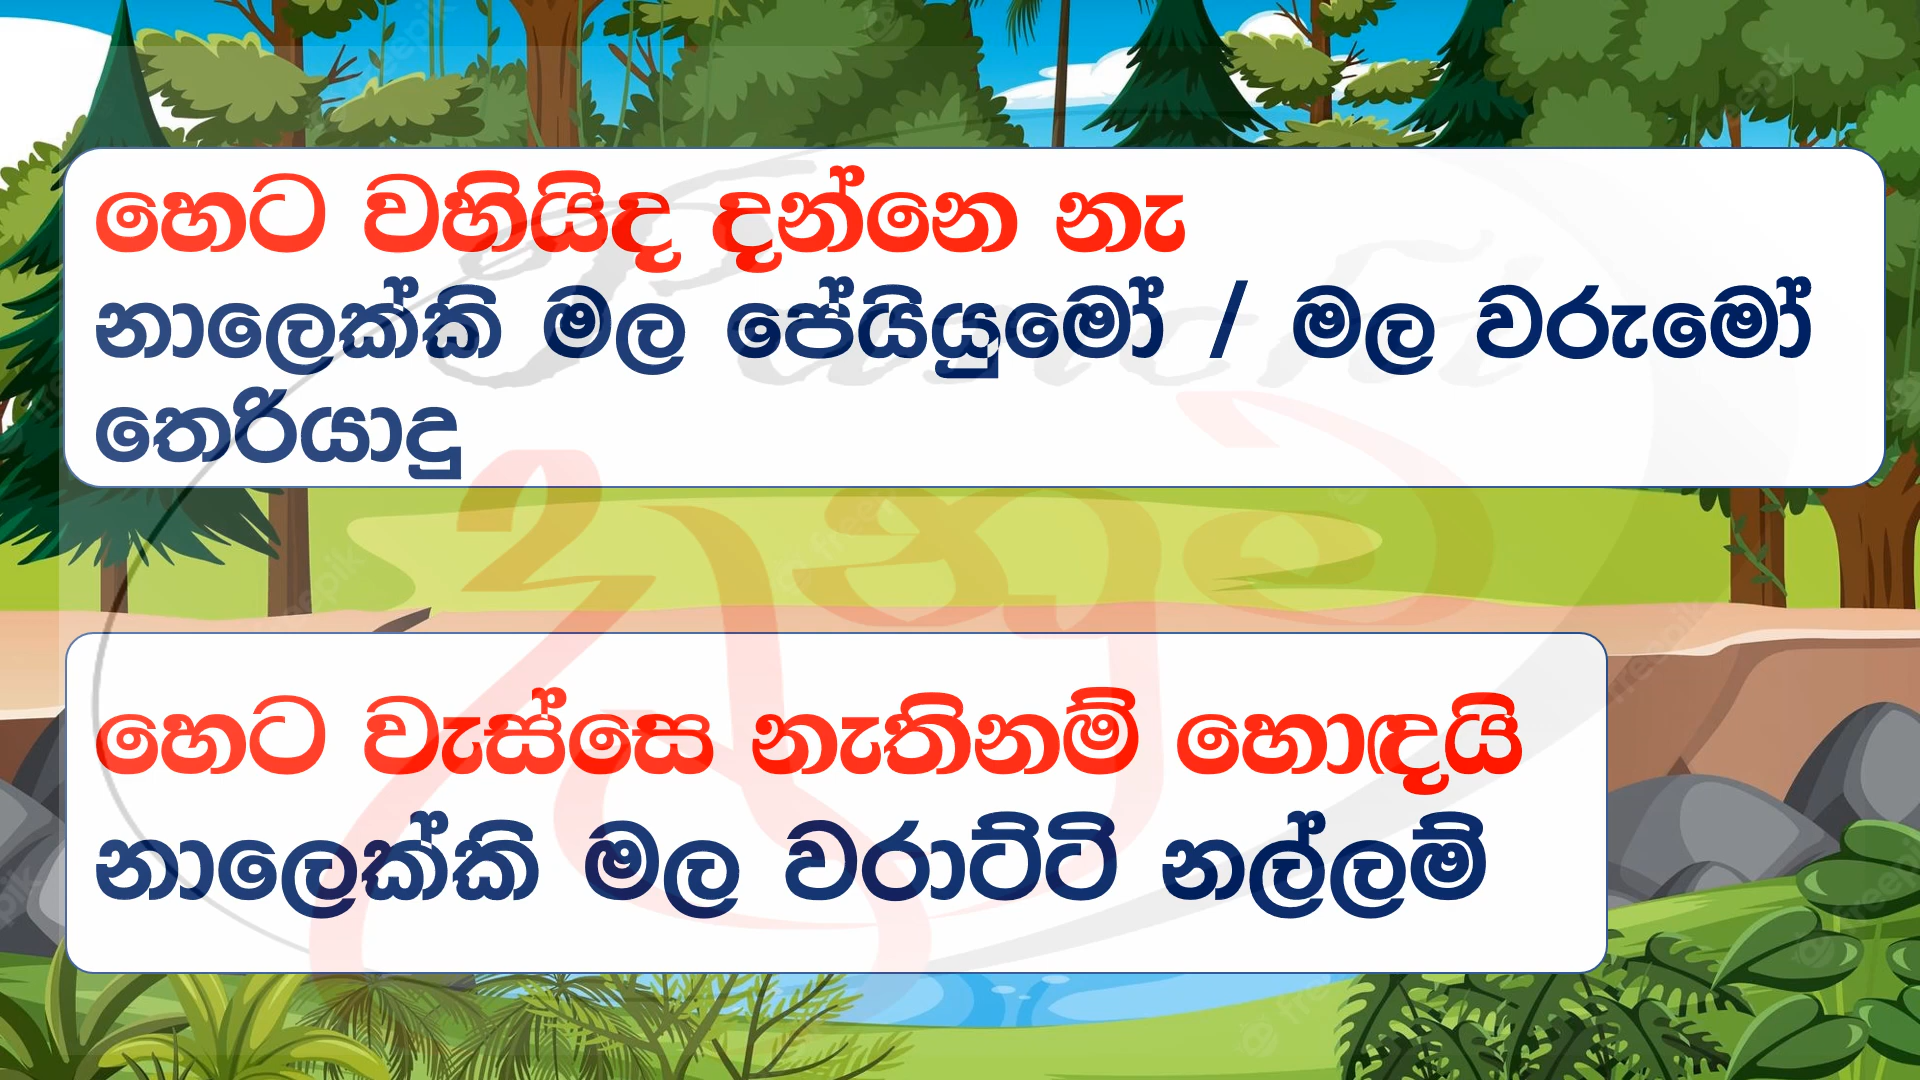 හෙට වහියිද දන්නෙ නැ
නාලෙක්කි මල පේයියුමෝ / මල වරුමෝ
තෙරියාදු
හෙට වැස්සෙ නැතිනම් හොඳයි
නාලෙක්කි මල වරාට්ටි නල්ලම්